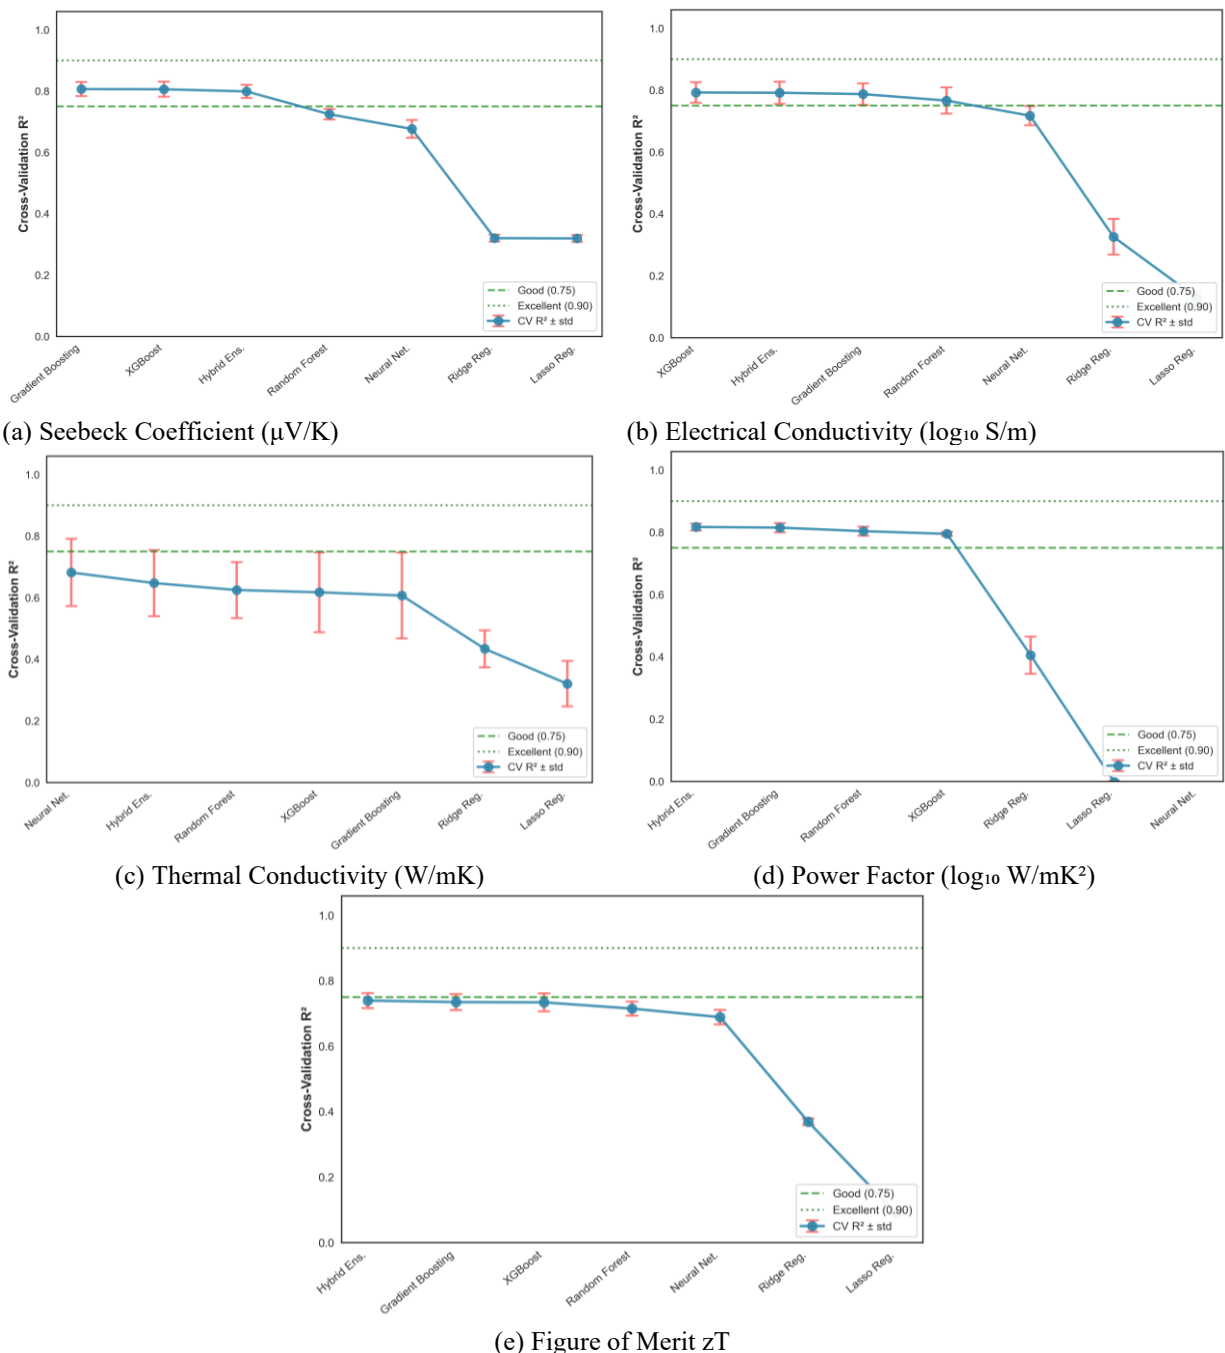 1.0
0.8
0.6
0.4
0.2
0.0
Cross-Validation R²
Good (0.75)
Excellent (0.90)
CV R² ± std
Gradient Boosting
XGBoost
Hybrid Ens.
Random Forest
Neural Net.
Ridge Reg.
Lasso Reg.
(a) Seebeck Coefficient (μV/K)
1.0
0.8
0.6
0.4
0.2
0.0
Cross-Validation R²
Good (0.75)
Excellent (0.90)
CV R² ± std
XGBoost
Hybrid Ens.
Gradient Boosting
Random Forest
Neural Net.
Ridge Reg.
Lasso Reg.
(b) Electrical Conductivity (log₁₀ S/m)
1.0
0.8
0.6
0.4
0.2
0.0
Cross-Validation R²
Good (0.75)
Excellent (0.90)
CV R² ± std
Neural Net.
Hybrid Ens.
Random Forest
XGBoost
Gradient Boosting
Ridge Reg.
Lasso Reg.
(c) Thermal Conductivity (W/mK)
1.0
0.8
0.6
0.4
0.2
0.0
Cross-Validation R²
Good (0.75)
Excellent (0.90)
CV R² ± std
Hybrid Ens.
Gradient Boosting
Random Forest
XGBoost
Ridge Reg.
Lasso Reg.
Neural Net.
(d) Power Factor (log₁₀ W/mK²)
1.0
0.8
0.6
0.4
0.2
0.0
Cross-Validation R²
Good (0.75)
Excellent (0.90)
CV R² ± std
Hybrid Ens.
Gradient Boosting
XGBoost
Random Forest
Neural Net.
Ridge Reg.
Lasso Reg.
(e) Figure of Merit zT